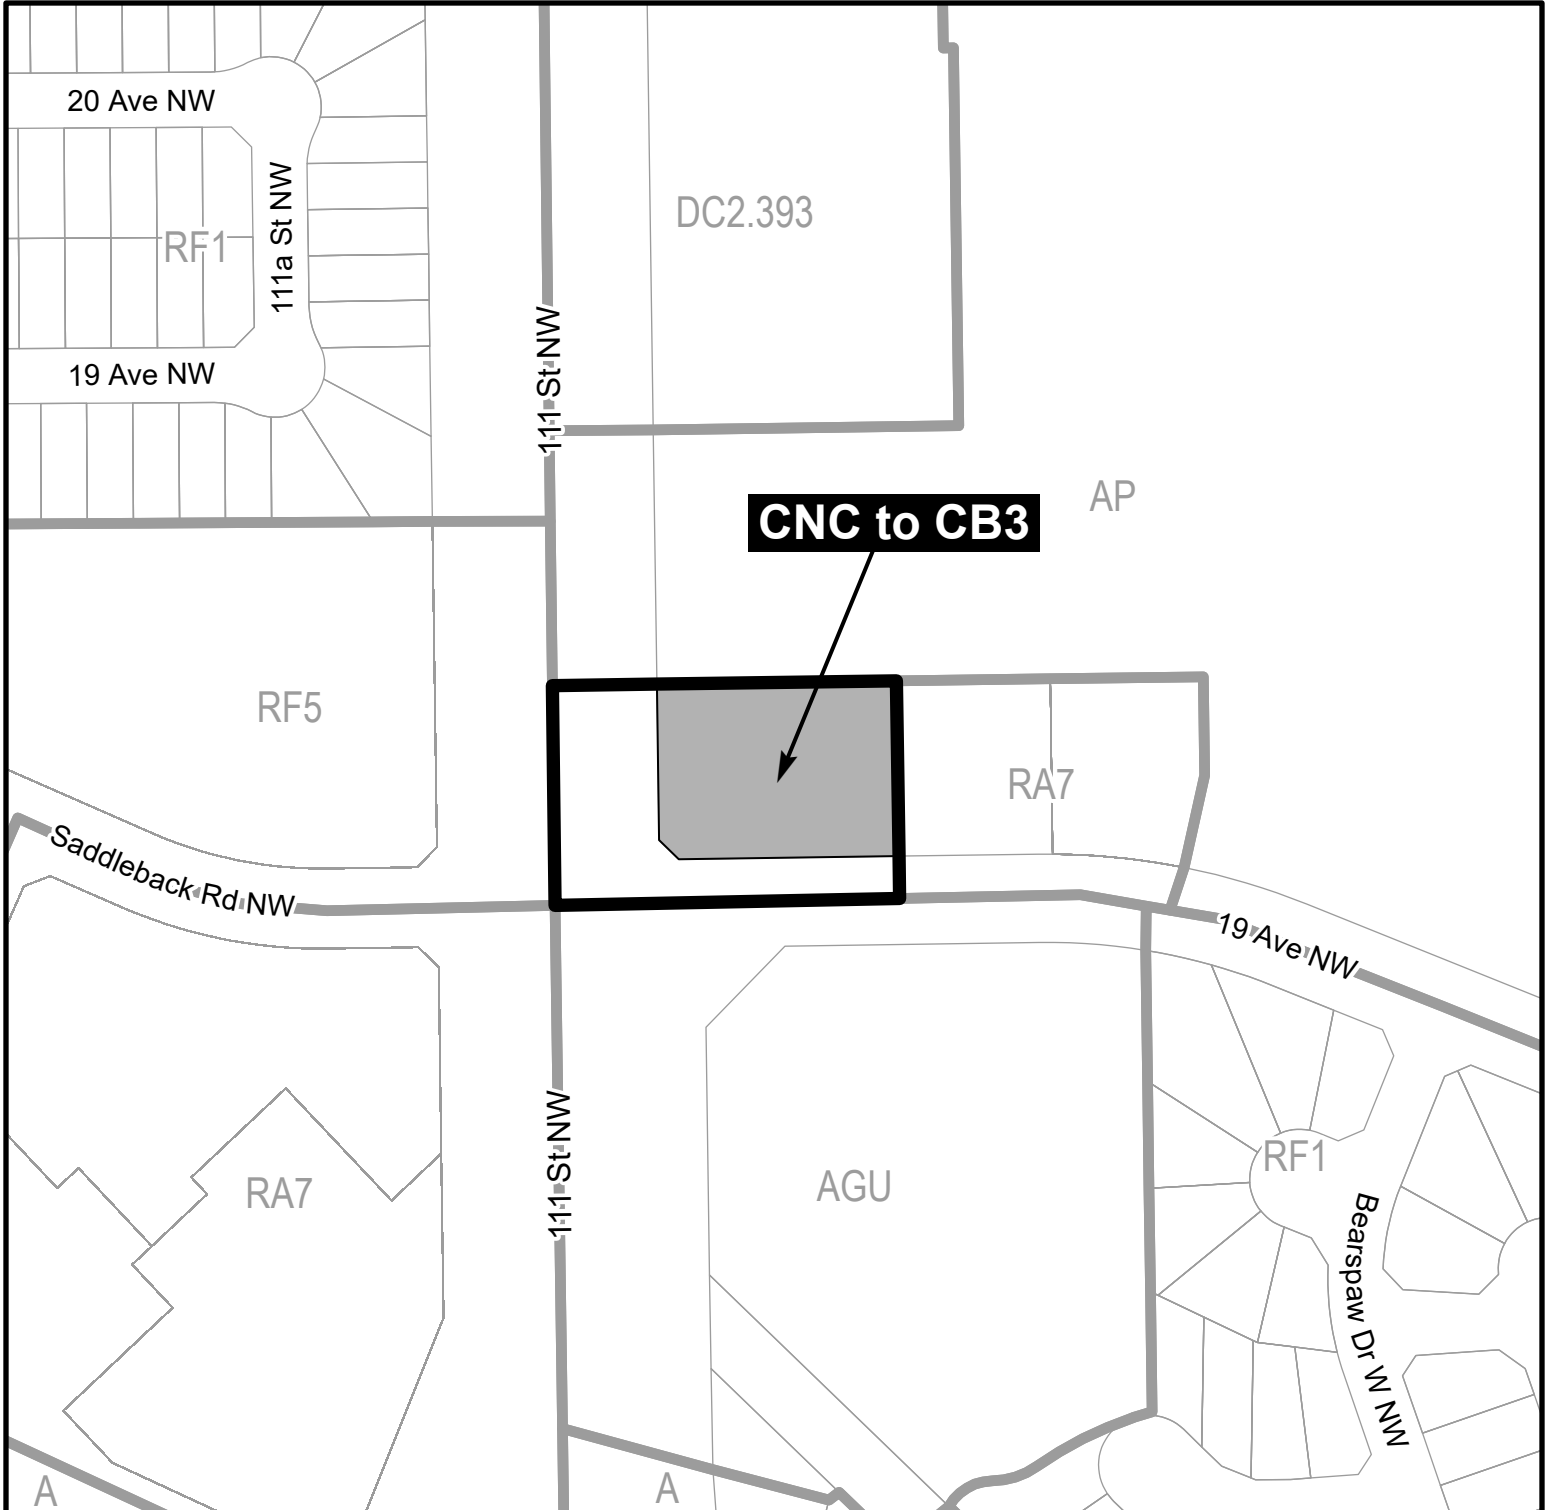 20 Ave NW
DC2.393
RF1
111a St NW
111 St NW
19 Ave NW
AP
CNC to CB3
RF5
RA7
Saddleback Rd NW
19 Ave NW
111 St NW
RF1
RA7
AGU
Bearspaw Dr W NW
A
A